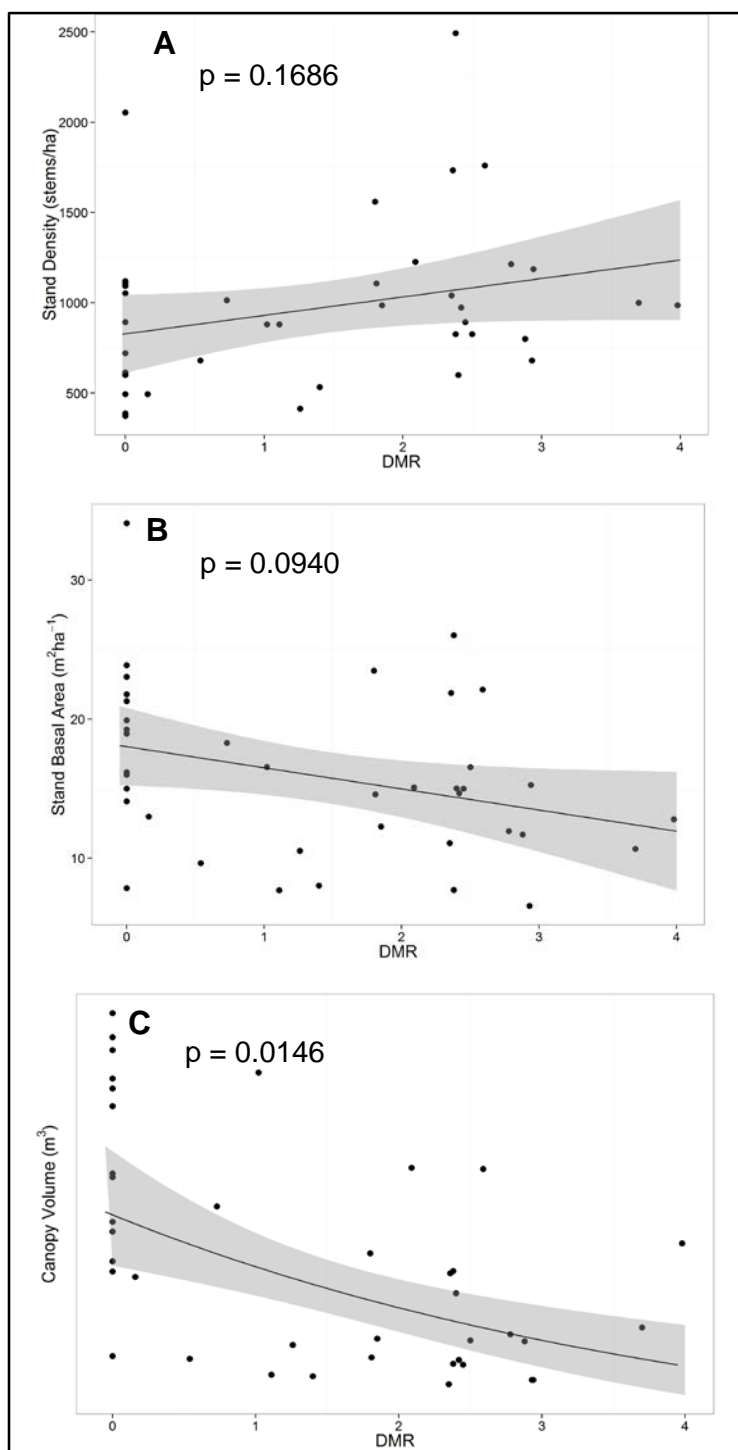 A
p = 0.1686
Stand Density (stems/ha)
2500
2000
1500
1000
500
0 1 2 3 4
DMR
B
p = 0.0940
Stand Basal Area (m²ha⁻¹)
30
20
10
0 1 2 3 4
DMR
C
p = 0.0146
Canopy Volume (m³)
0 1 2 3 4
DMR